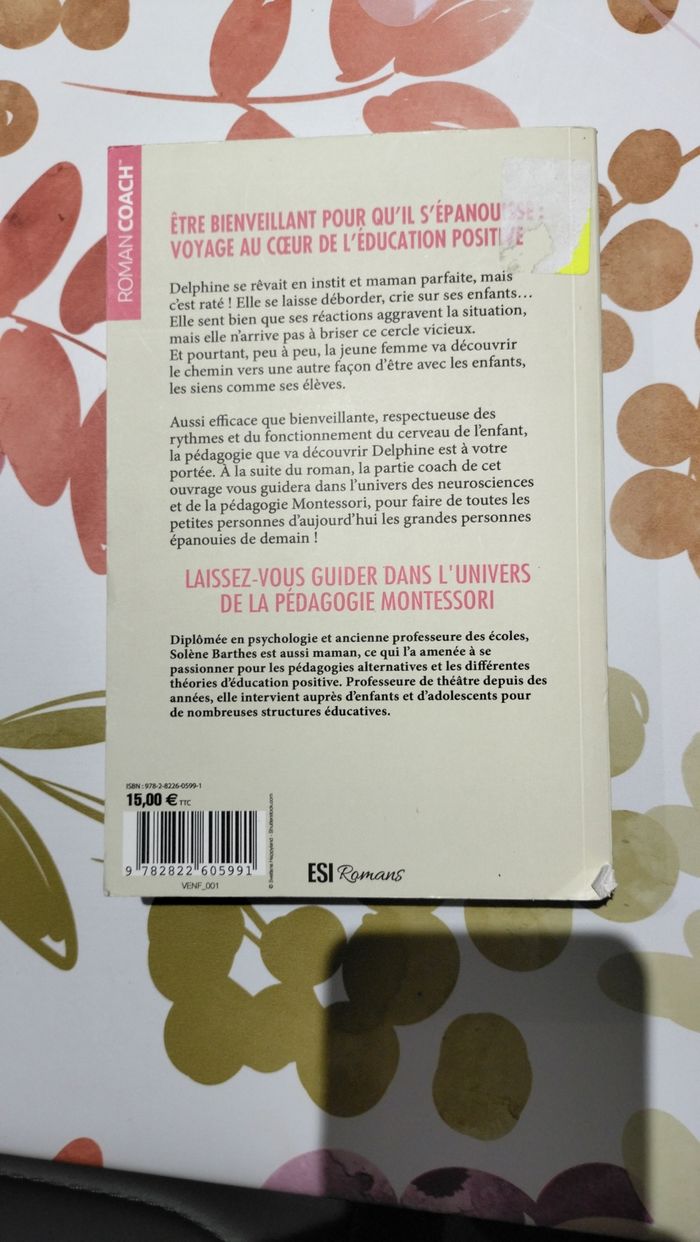 ROMAN COACH™
ÊTRE BIENVEILLANT POUR QU'IL S'ÉPANOUISSE :
VOYAGE AU CŒUR DE L'ÉDUCATION POSITIVE
Delphine se rêvait en instit et maman parfaite, mais
c'est raté ! Elle se laisse déborder, crie sur ses enfants…
Elle sent bien que ses réactions aggravent la situation,
mais elle n'arrive pas à briser ce cercle vicieux.
Et pourtant, peu à peu, la jeune femme va découvrir
le chemin vers une autre façon d'être avec les enfants,
les siens comme ses élèves.
Aussi efficace que bienveillante, respectueuse des
rythmes et du fonctionnement du cerveau de l'enfant,
la pédagogie que va découvrir Delphine est à votre
portée. À la suite du roman, la partie coach de cet
ouvrage vous guidera dans l'univers des neurosciences
et de la pédagogie Montessori, pour faire de toutes les
petites personnes d'aujourd'hui les grandes personnes
épanouies de demain !
LAISSEZ-VOUS GUIDER DANS L'UNIVERS
DE LA PÉDAGOGIE MONTESSORI
Diplômée en psychologie et ancienne professeure des écoles,
Solène Barthes est aussi maman, ce qui l'a amenée à se
passionner pour les pédagogies alternatives et les différentes
théories d'éducation positive. Professeure de théâtre depuis des
années, elle intervient auprès d'enfants et d'adolescents pour
de nombreuses structures éducatives.
ISBN : 978-2-8226-0599-1
15,00 € TTC
9 782822 605991
VENF_001
© Svetlana Happyland - Shutterstock.com
ESI Romans